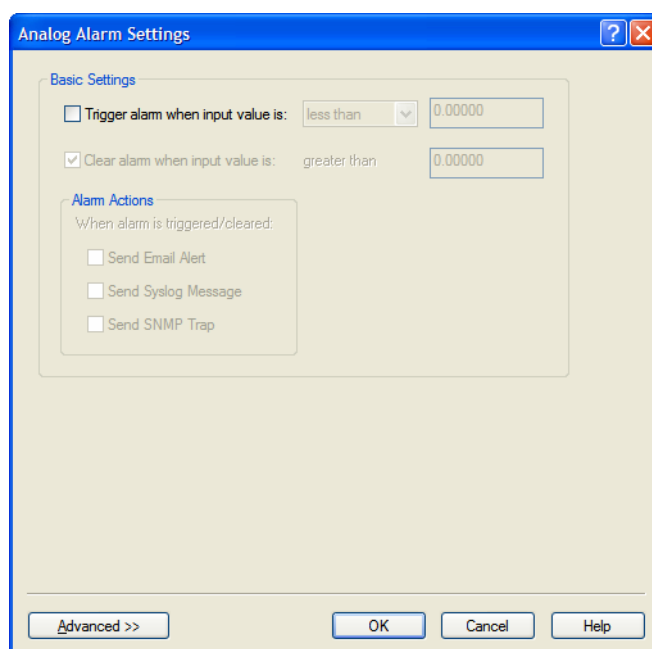 Analog Alarm Settings
Basic Settings
Trigger alarm when input value is: less than 0.00000
Clear alarm when input value is: greater than 0.00000
Alarm Actions
When alarm is triggered/cleared:
Send Email Alert
Send Syslog Message
Send SNMP Trap
Advanced >> OK Cancel Help